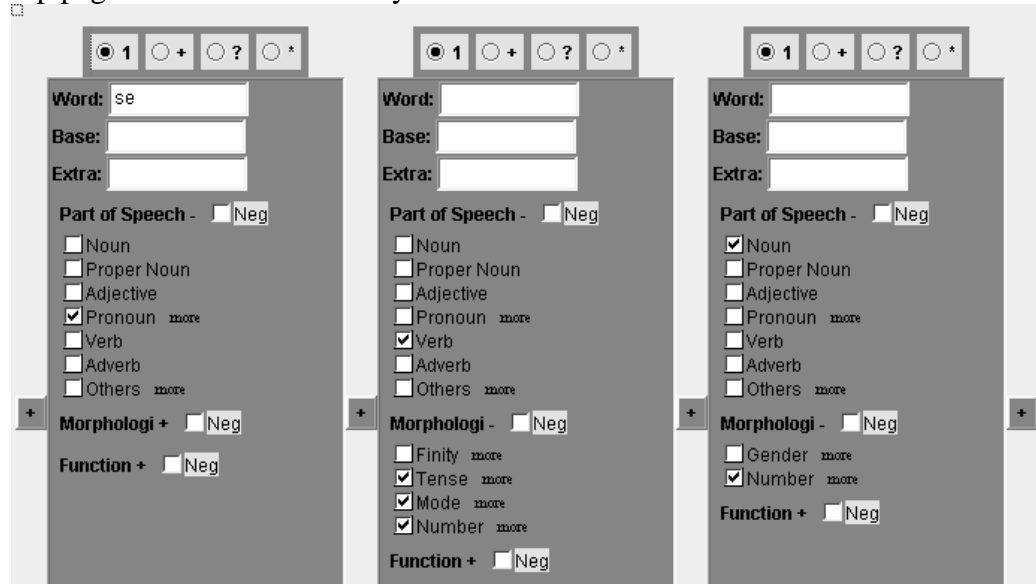 1 + ? *
Word: se
Base:
Extra:
Part of Speech - Neg
Noun
Proper Noun
Adjective
Pronoun more
Verb
Adverb
Others more
+
Morphologi + Neg
Function + Neg
1 + ? *
Word:
Base:
Extra:
Part of Speech - Neg
Noun
Proper Noun
Adjective
Pronoun more
Verb
Adverb
Others more
+
Morphologi - Neg
Finity more
Tense more
Mode more
Number more
Function + Neg
1 + ? *
Word:
Base:
Extra:
Part of Speech - Neg
Noun
Proper Noun
Adjective
Pronoun more
Verb
Adverb
Others more
+
Morphologi - Neg
Gender more
Number more
Function + Neg
+